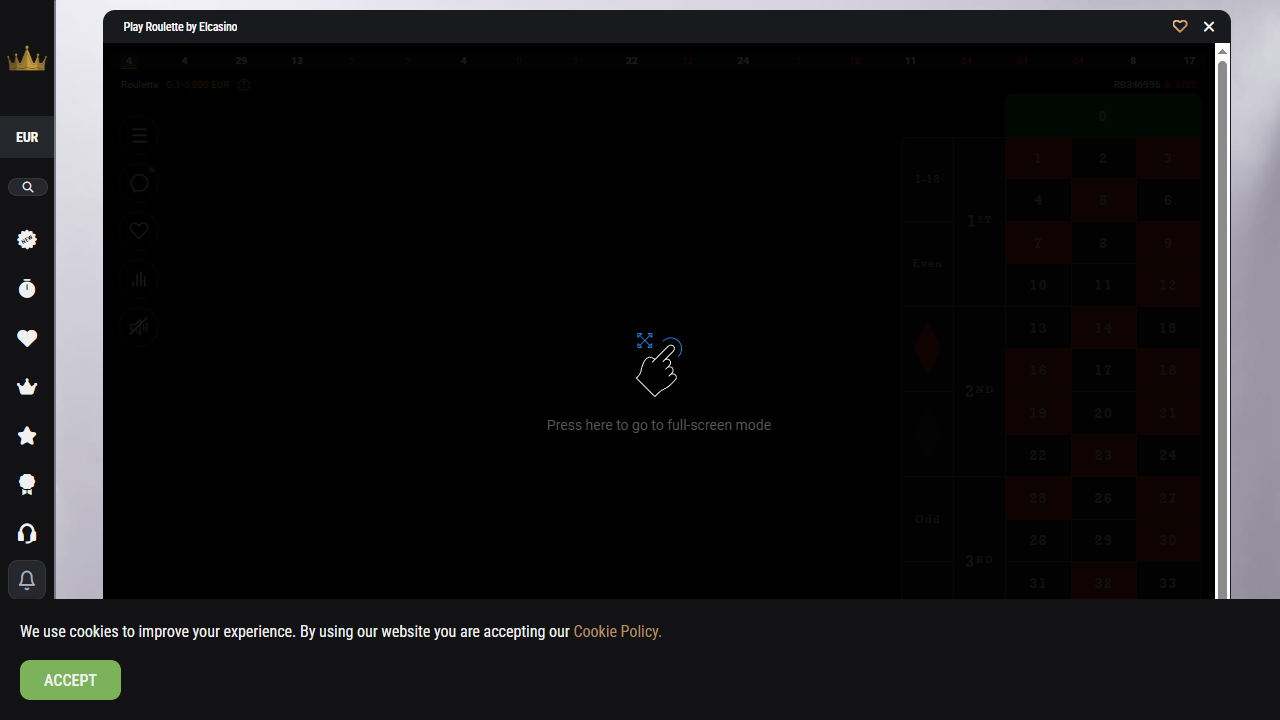 Play Roulette by Elcasino
EUR
NEW
4 4 29 13 4 22 24 11 8 17
Roulette 0.1-5,000 EUR ?
LIVE
0
1 2 3
4 5 6
7 8 9
10 11 12
13 14 15
16 17 18
19 20 21
22 23 24
25 26 27
28 29 30
31 32 33
1-18
Even
Odd
1ST
2ND
3RD
Press here to go to full-screen mode
We use cookies to improve your experience. By using our website you are accepting our Cookie Policy.
ACCEPT